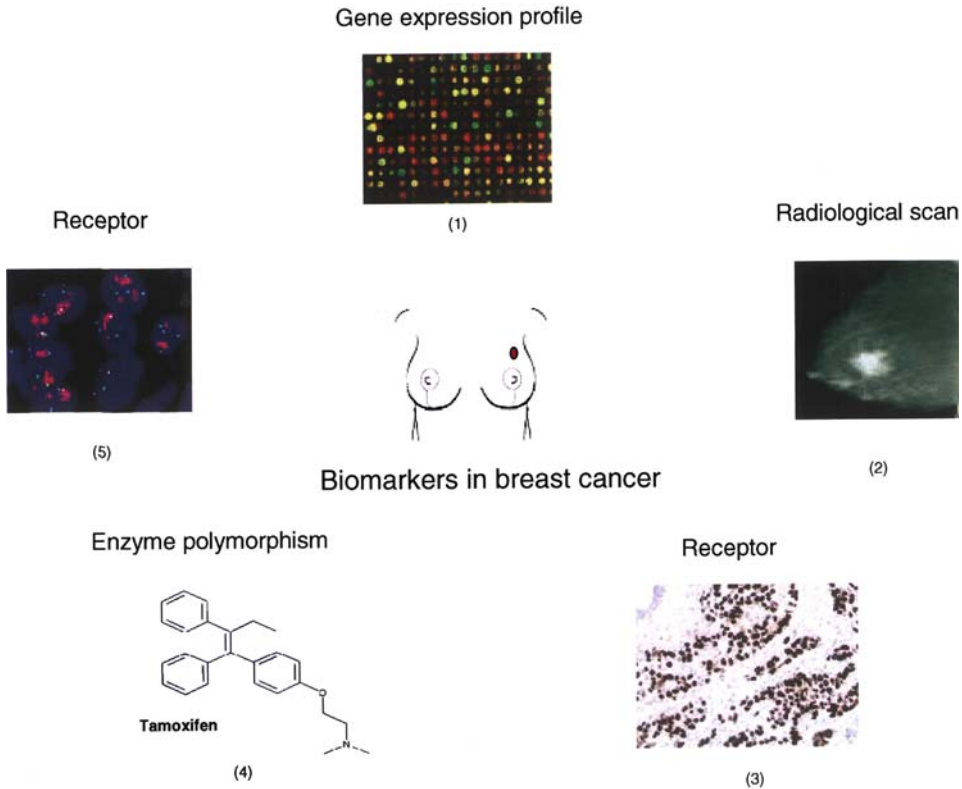 Gene expression profile
(1)
Receptor
Radiological scan
(5)
(2)
Biomarkers in breast cancer
Enzyme polymorphism
Receptor
O
N
Tamoxifen
(4)
(3)